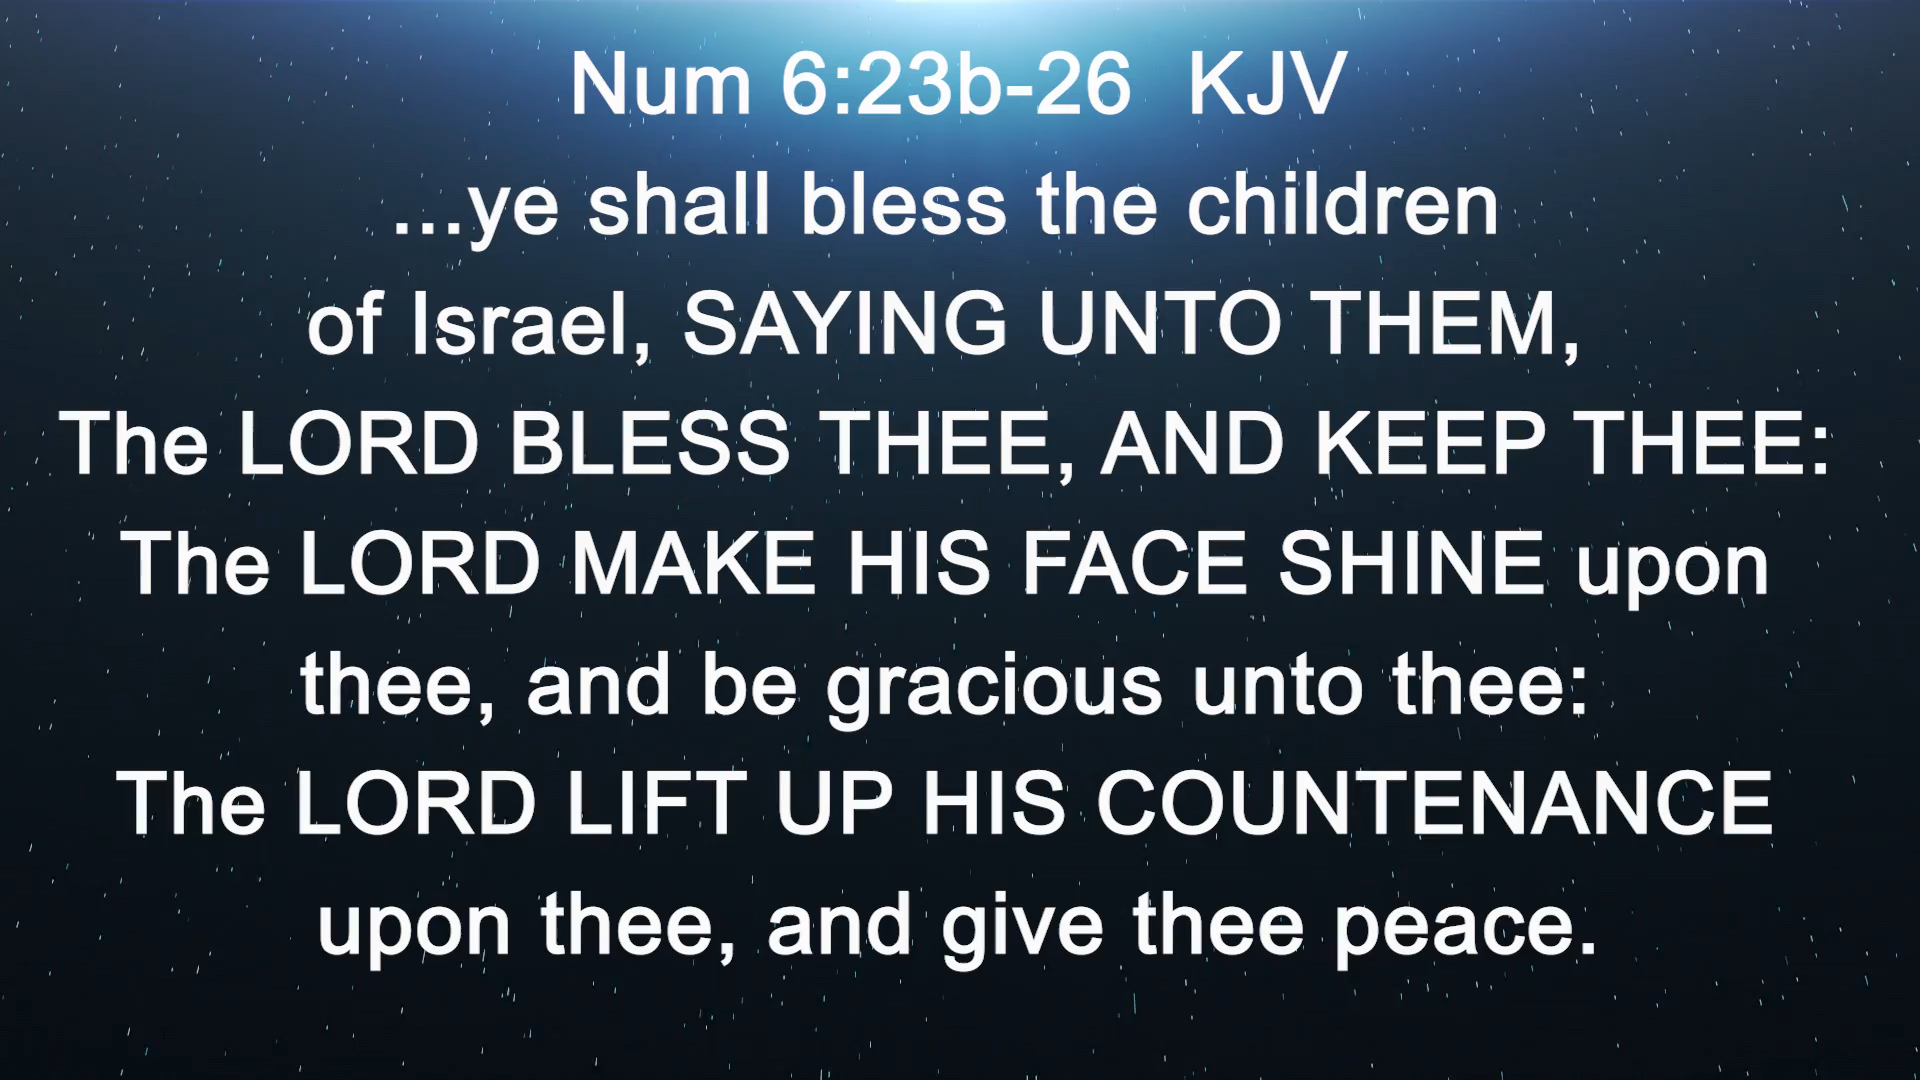 Num 6:23b-26  KJV
...ye shall bless the children
of Israel, SAYING UNTO THEM,
The LORD BLESS THEE, AND KEEP THEE:
The LORD MAKE HIS FACE SHINE upon
thee, and be gracious unto thee:
The LORD LIFT UP HIS COUNTENANCE
upon thee, and give thee peace.